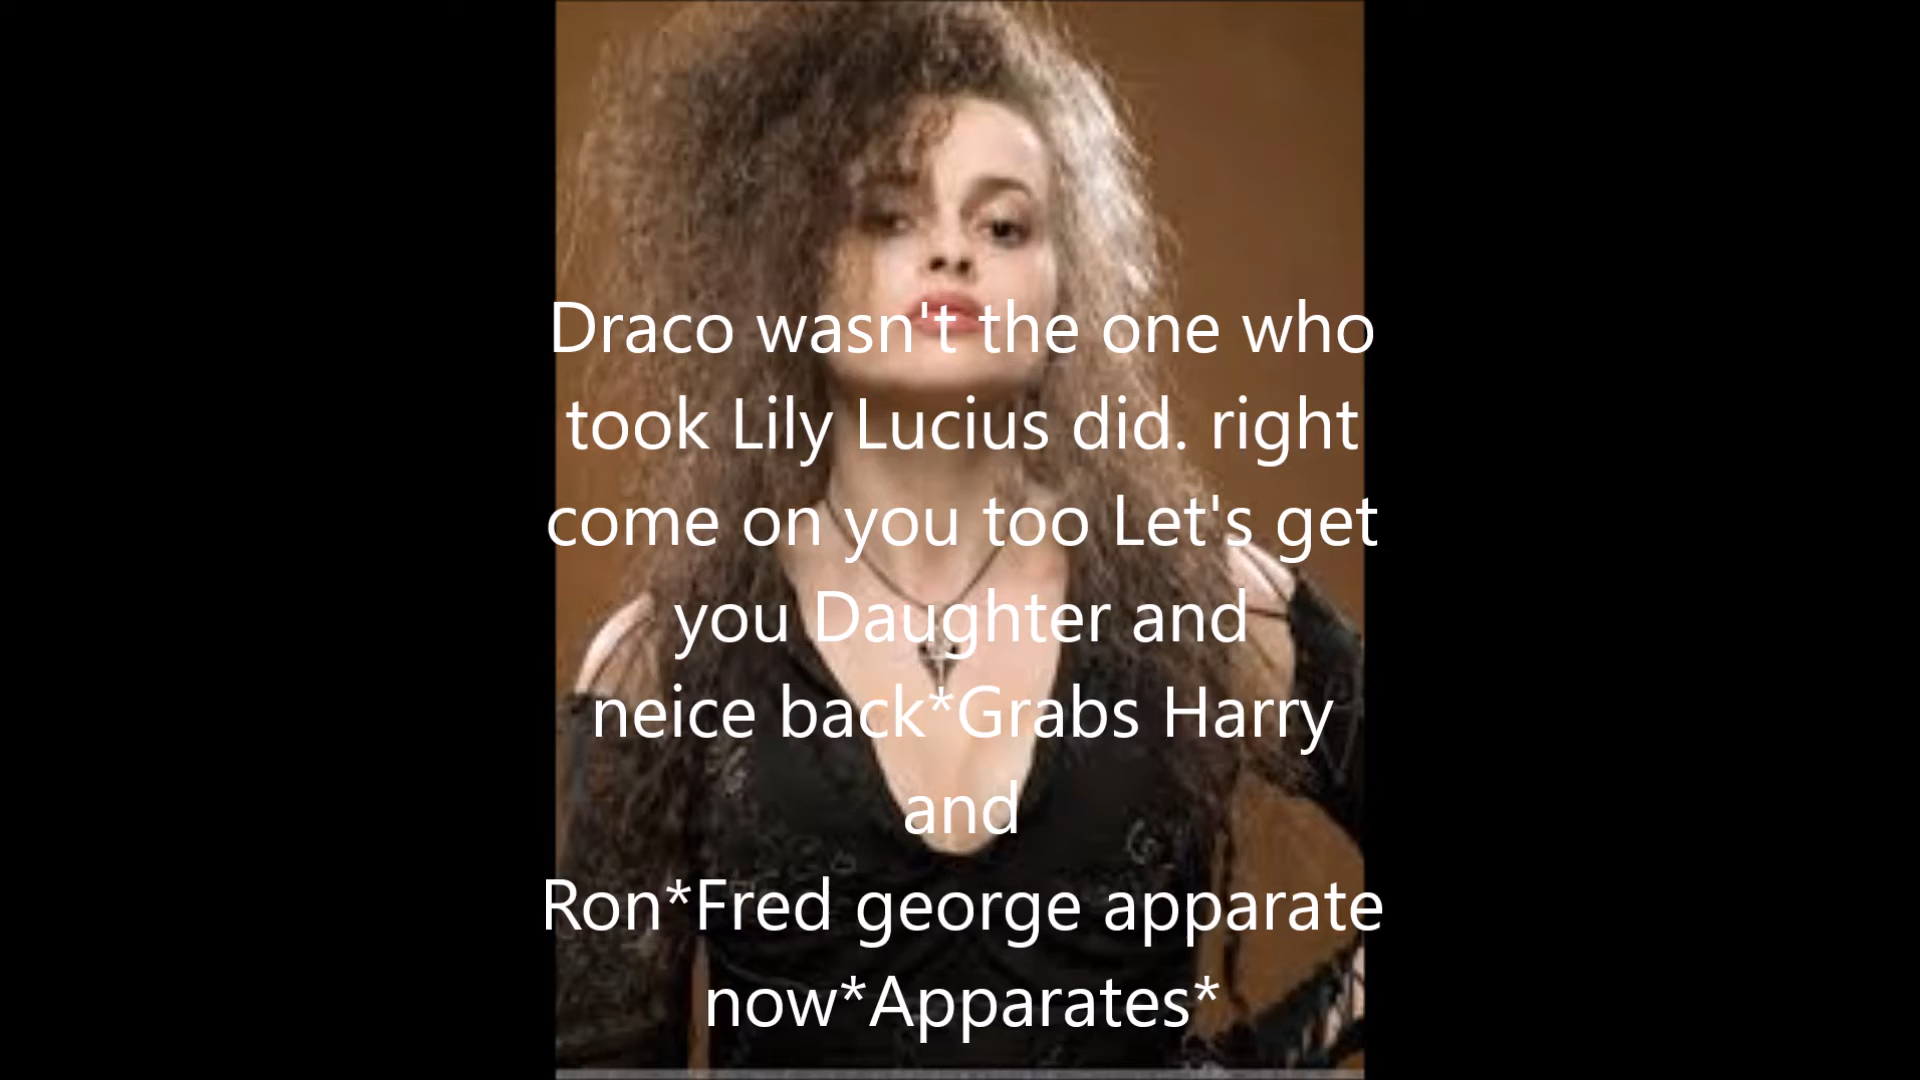 Draco wasn't the one who
took Lily Lucius did. right
come on you too Let's get
you Daughter and
neice back*Grabs Harry
and
Ron*Fred george apparate
now*Apparates*